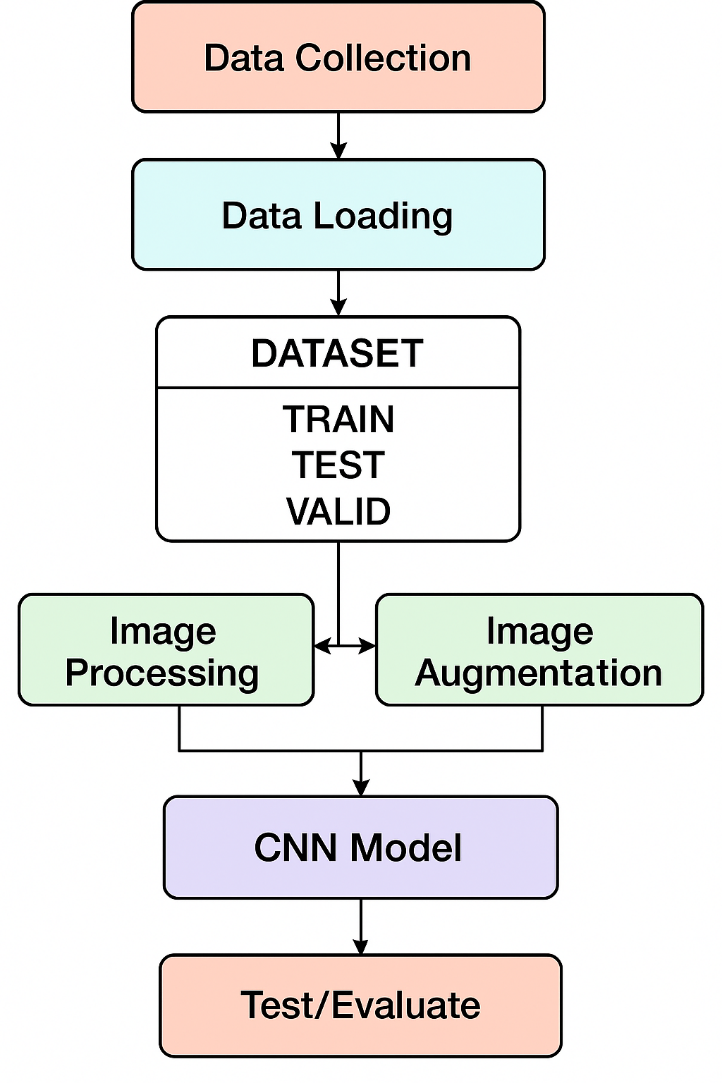 Data Collection
Data Loading
DATASET
TRAIN
TEST
VALID
Image
Processing
Image
Augmentation
CNN Model
Test/Evaluate